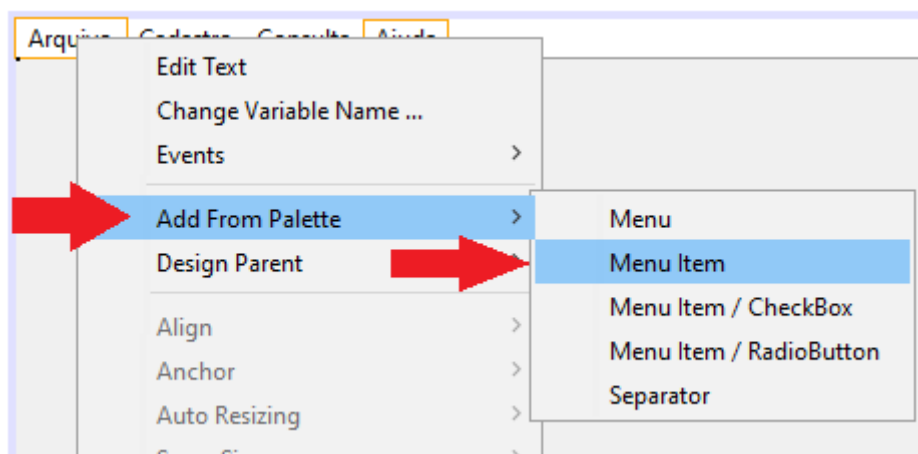 Arquivo Cadastro Consulta Ajuda
Edit Text
Change Variable Name ...
Events
Add From Palette
Design Parent
Align
Anchor
Auto Resizing
Menu
Menu Item
Menu Item / CheckBox
Menu Item / RadioButton
Separator